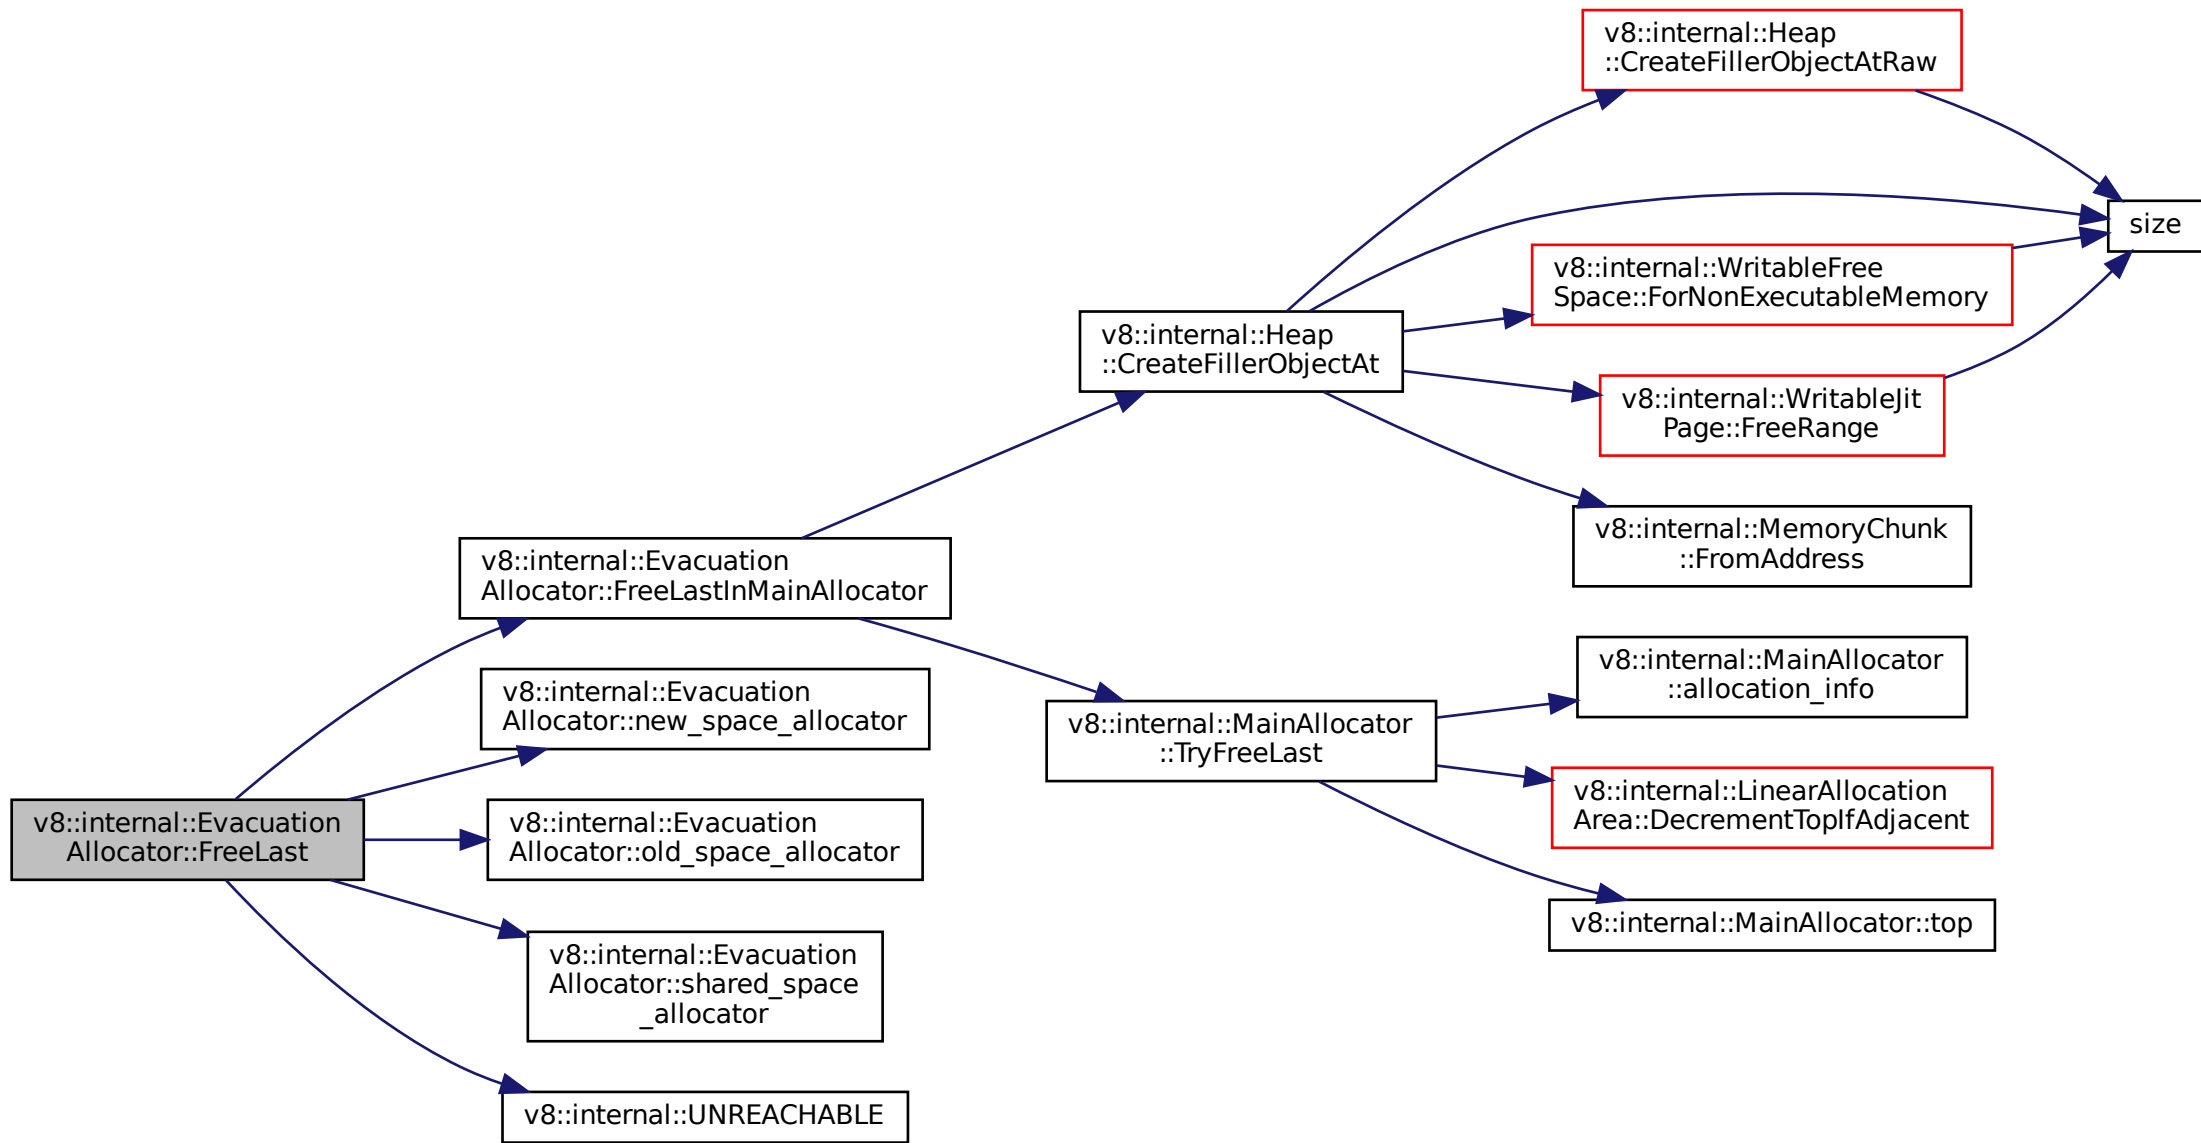 v8::internal::Heap
::CreateFillerObjectAtRaw
size
v8::internal::WritableFree
Space::ForNonExecutableMemory
v8::internal::Heap
::CreateFillerObjectAt
v8::internal::WritableJit
Page::FreeRange
v8::internal::MemoryChunk
::FromAddress
v8::internal::Evacuation
Allocator::FreeLastInMainAllocator
v8::internal::MainAllocator
::allocation_info
v8::internal::Evacuation
Allocator::new_space_allocator
v8::internal::MainAllocator
::TryFreeLast
v8::internal::LinearAllocation
Area::DecrementTopIfAdjacent
v8::internal::Evacuation
Allocator::FreeLast
v8::internal::Evacuation
Allocator::old_space_allocator
v8::internal::MainAllocator::top
v8::internal::Evacuation
Allocator::shared_space
_allocator
v8::internal::UNREACHABLE